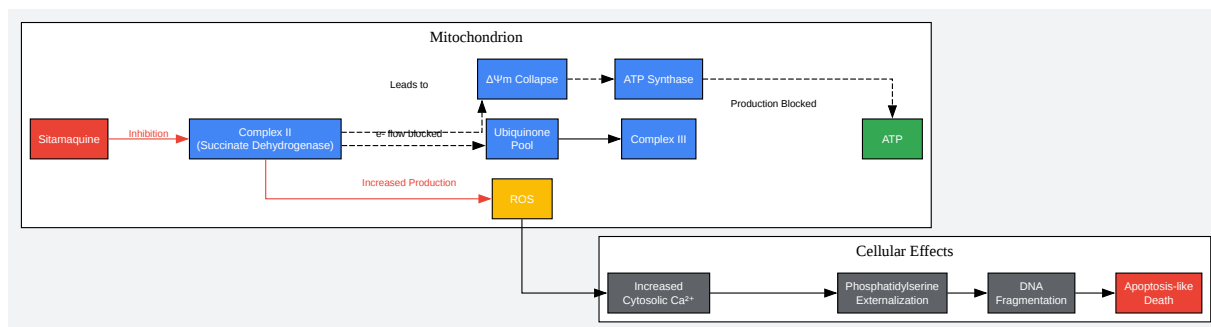 Mitochondrion
Leads to
ΔΨm Collapse
ATP Synthase
Production Blocked
Sitamaquine
Inhibition
Complex II
(Succinate Dehydrogenase)
e- flow blocked
Ubiquinone
Pool
Complex III
ATP
Increased Production
ROS
Cellular Effects
Increased
Cytosolic Ca²⁺
Phosphatidylserine
Externalization
DNA
Fragmentation
Apoptosis-like
Death